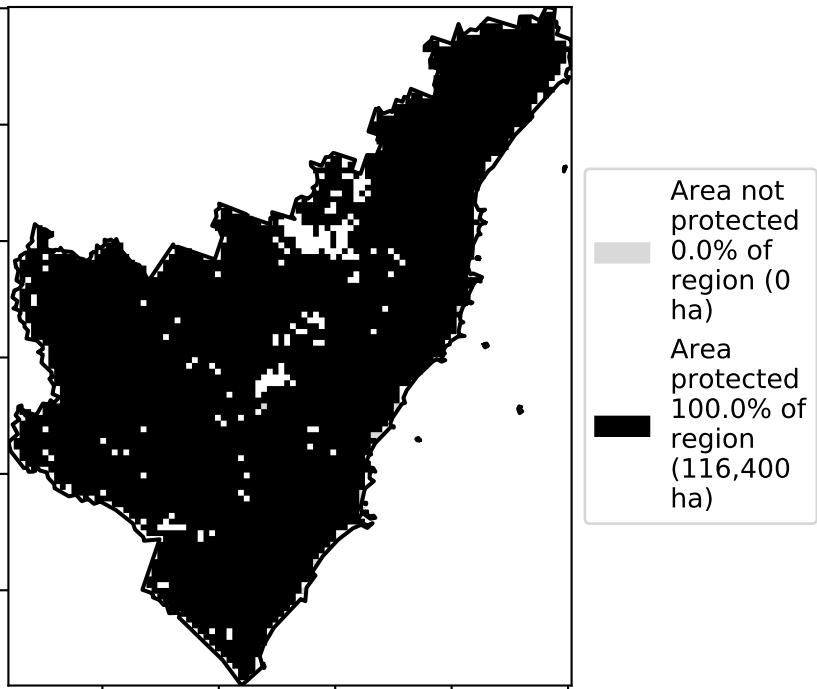 Area not
protected
0.0% of
region (0
ha)
Area
protected
100.0% of
region
(116,400
ha)